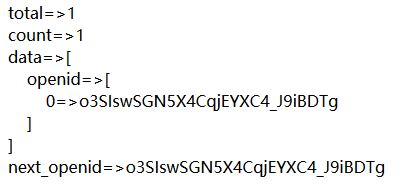 total=>1
count=>1
data=>[
openid=>[
0=>o3SIswSGN5X4CqjEYXC4_J9iBDTg
]
]
next_openid=>o3SIswSGN5X4CqjEYXC4_J9iBDTg